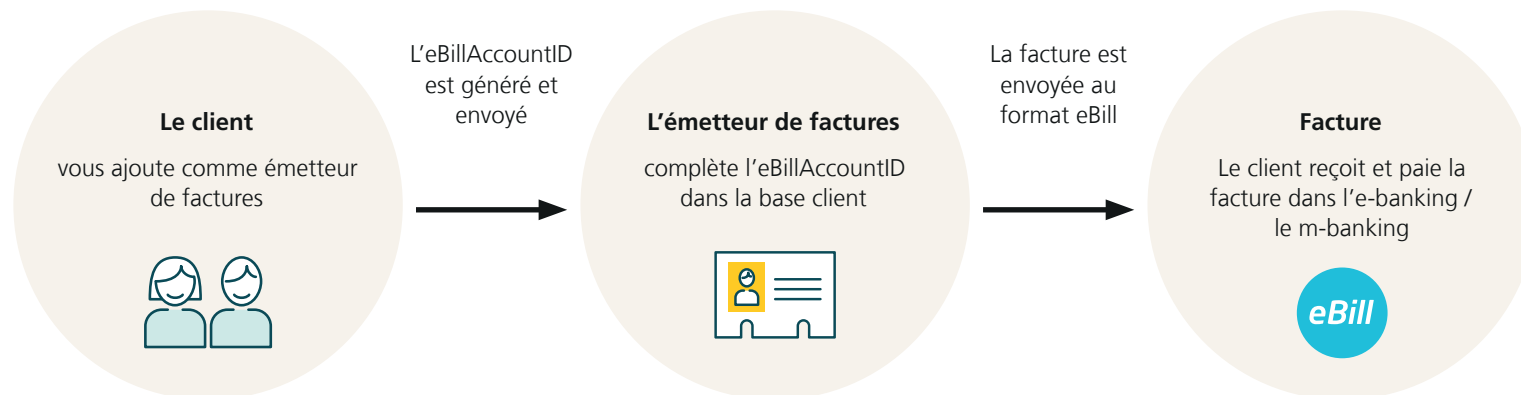 Le client
vous ajoute comme émetteur
de factures
L’eBillAccountID
est généré et
envoyé
L’émetteur de factures
complète l’eBillAccountID
dans la base client
La facture est
envoyée au
format eBill
Facture
Le client reçoit et paie la
facture dans l’e-banking /
le m-banking
eBill